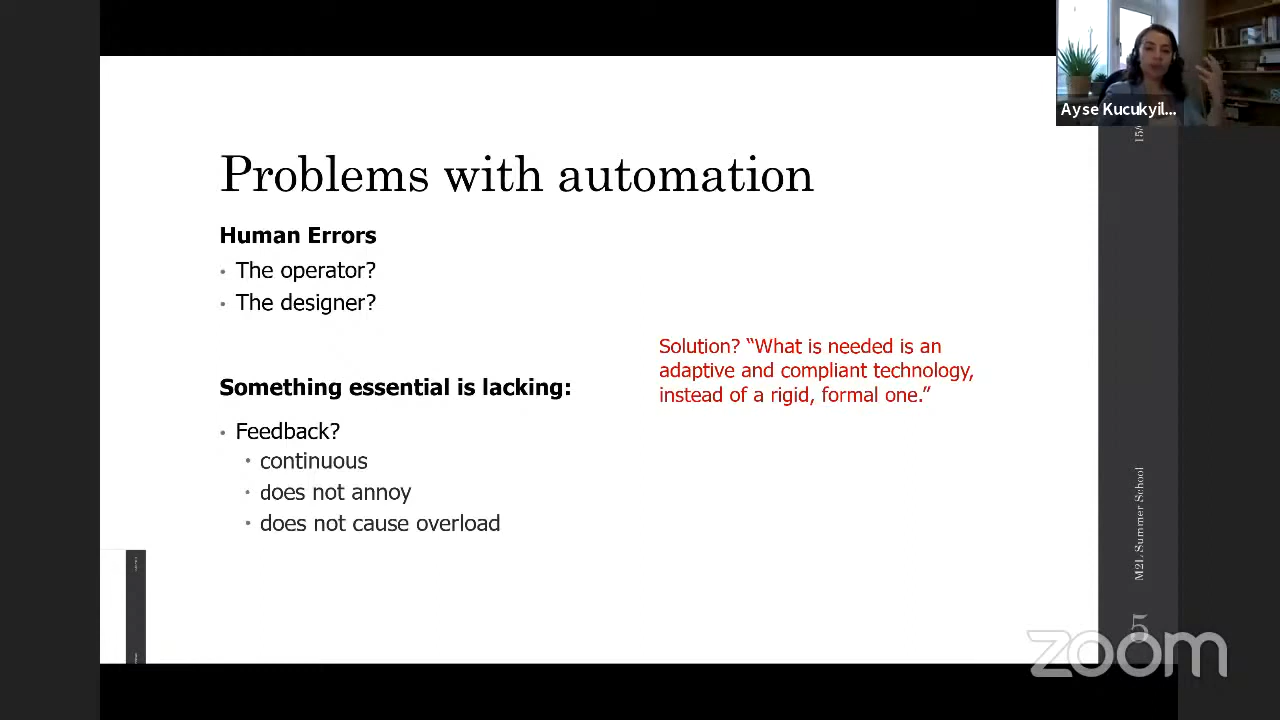 Ayse Kucukyil...
Problems with automation
Human Errors
• The operator?
• The designer?
Solution? “What is needed is an
adaptive and compliant technology,
instead of a rigid, formal one.”
Something essential is lacking:
• Feedback?
• continuous
• does not annoy
• does not cause overload
M21. Summer School
5
zoom